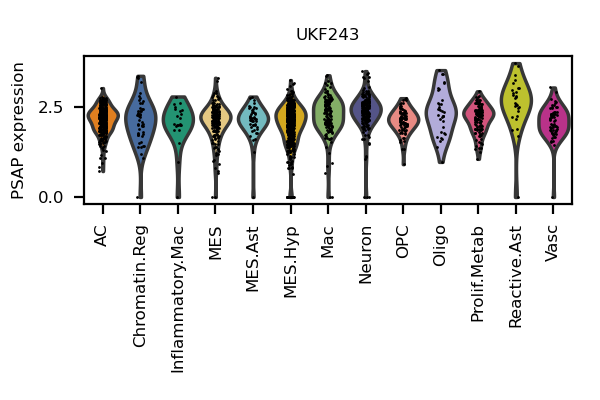 UKF243
PSAP expression
2.5
0.0
AC
Chromatin.Reg
Inflammatory.Mac
MES
MES.Ast
MES.Hyp
Mac
Neuron
OPC
Oligo
Prolif.Metab
Reactive.Ast
Vasc